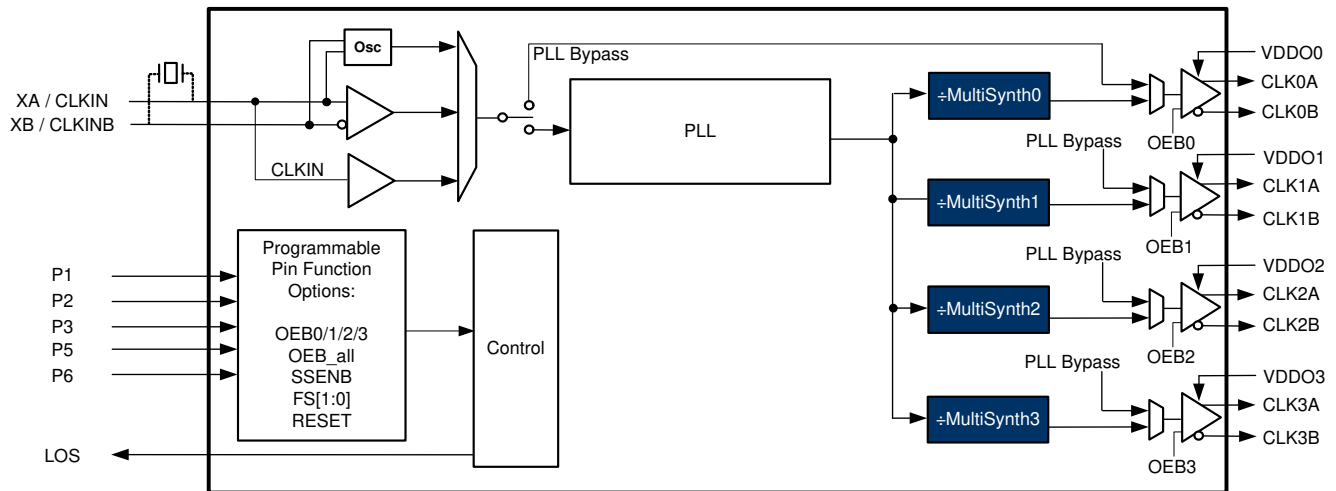 Osc
PLL Bypass
VDDO0
XA / CLKIN
CLK0A
÷MultiSynth0
XB / CLKINB
PLL
CLK0B
OEB0
PLL Bypass
VDDO1
CLKIN
CLK1A
÷MultiSynth1
CLK1B
OEB1
Programmable
Pin Function
Options:
OEB0/1/2/3
OEB_all
SSENB
FS[1:0]
RESET
P1
P2
P3
P5
P6
Control
LOS
PLL Bypass
VDDO2
CLK2A
÷MultiSynth2
CLK2B
OEB2
PLL Bypass
VDDO3
CLK3A
÷MultiSynth3
CLK3B
OEB3